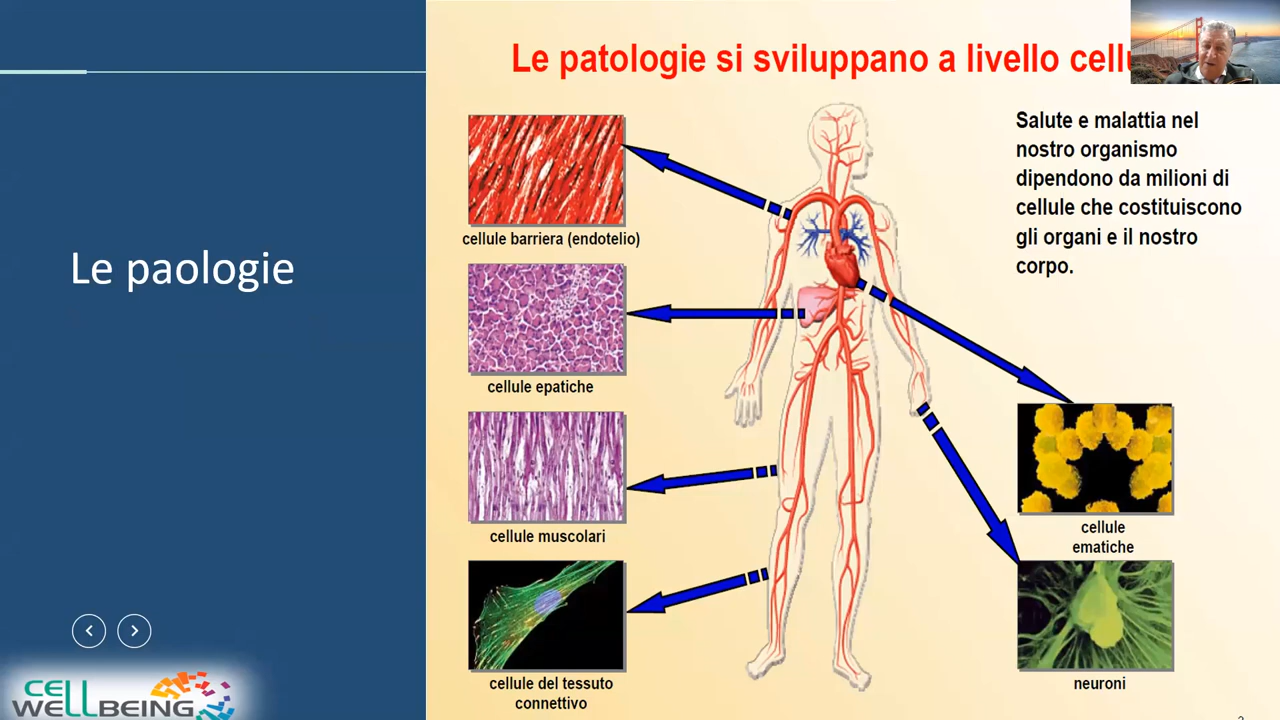 Le patologie si sviluppano a livello
Le paologie
Salute e malattia nel
nostro organismo
dipendono da milioni di
cellule che costituiscono
gli organi e il nostro
corpo.
cellule barriera (endotelio)
cellule epatiche
cellule muscolari
cellule del tessuto
connettivo
cellule
ematiche
neuroni
CELL
WELLBEING